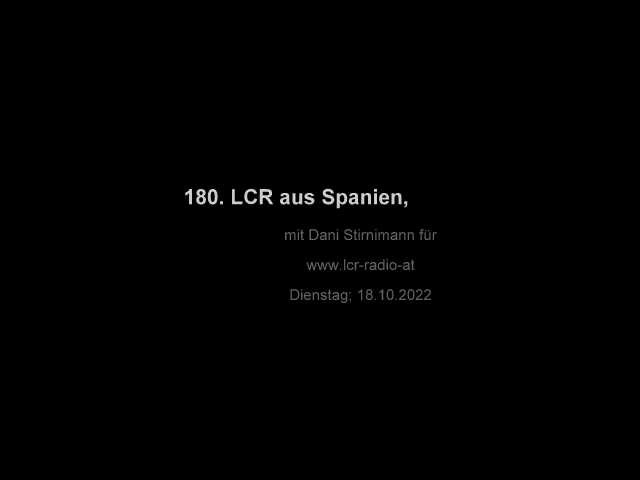 180. LCR aus Spanien,
mit Dani Stirnimann für
www.lcr-radio-at
Dienstag; 18.10.2022